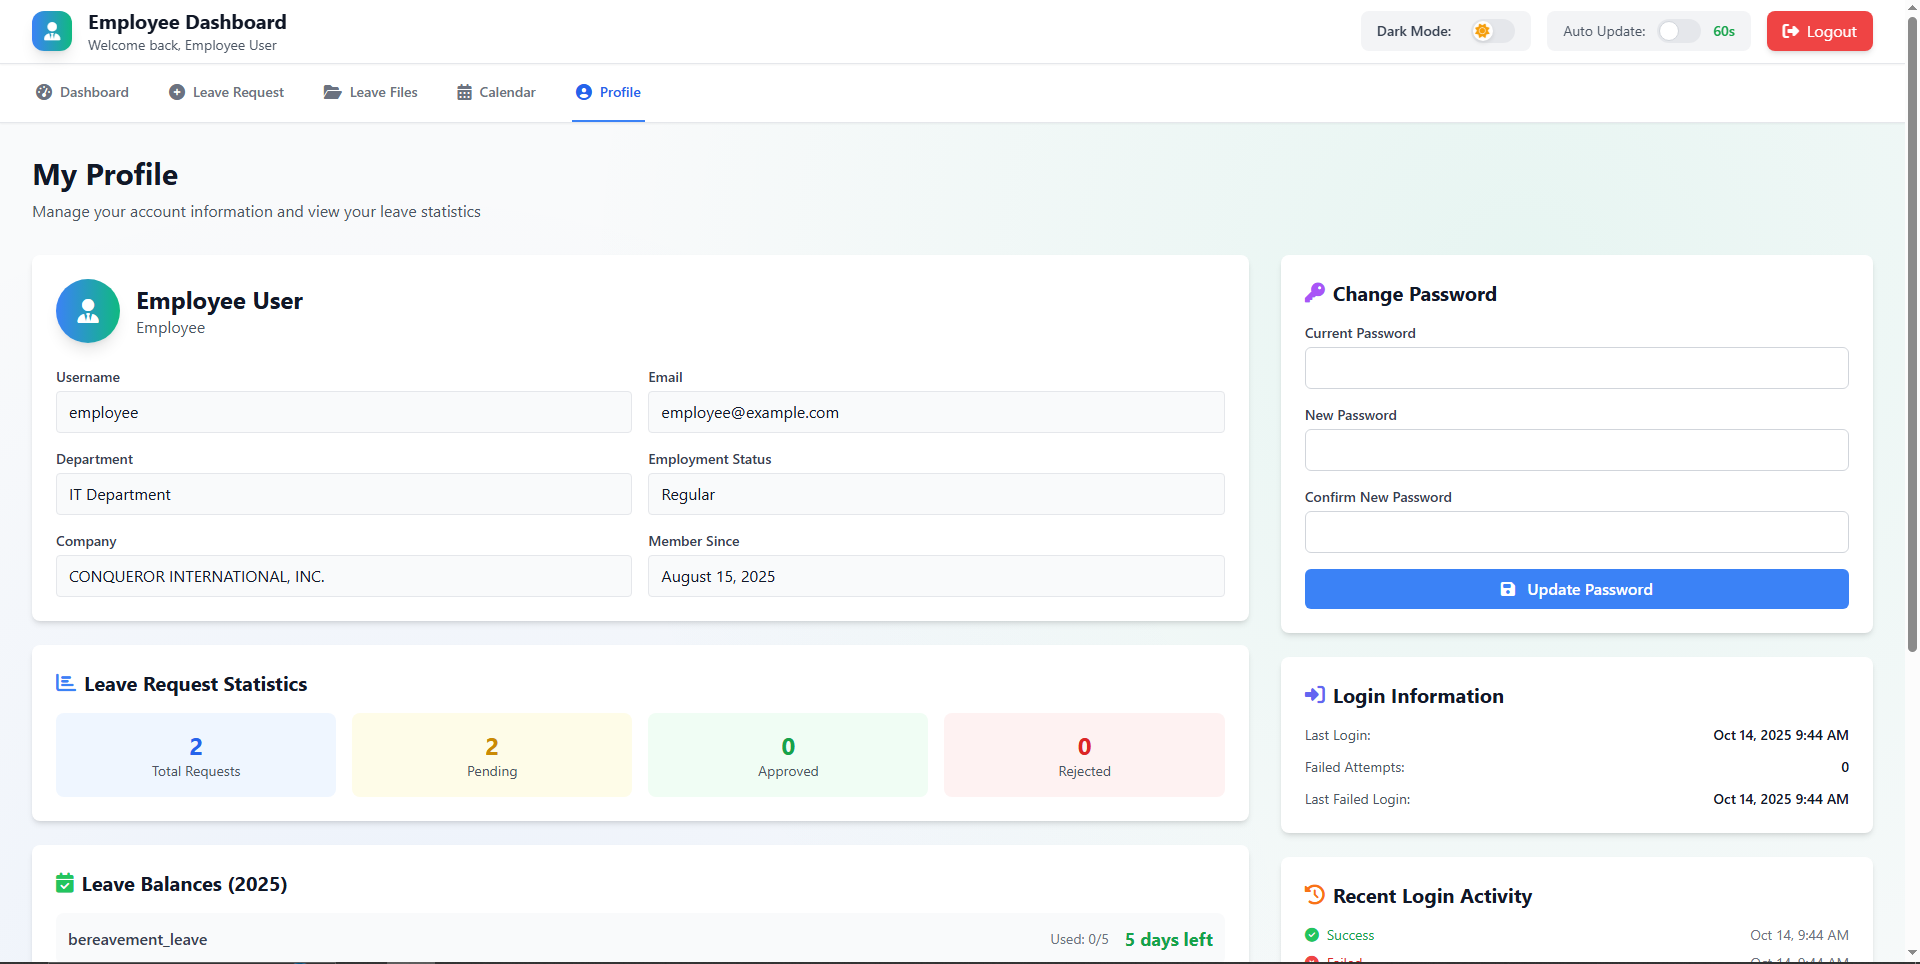 Employee Dashboard
Welcome back, Employee User
Dark Mode:
Auto Update:
60s
Logout
Dashboard
Leave Request
Leave Files
Calendar
Profile
My Profile
Manage your account information and view your leave statistics
Employee User
Employee
Username
Email
employee
employee@example.com
Department
Employment Status
IT Department
Regular
Company
Member Since
CONQUEROR INTERNATIONAL, INC.
August 15, 2025
Leave Request Statistics
2
Total Requests
2
Pending
0
Approved
0
Rejected
Leave Balances (2025)
bereavement_leave
Used: 0/5
5 days left
Change Password
Current Password
New Password
Confirm New Password
Update Password
Login Information
Last Login:
Oct 14, 2025 9:44 AM
Failed Attempts:
0
Last Failed Login:
Oct 14, 2025 9:44 AM
Recent Login Activity
Success
Oct 14, 9:44 AM
Failed
Oct 14, 9:44 AM